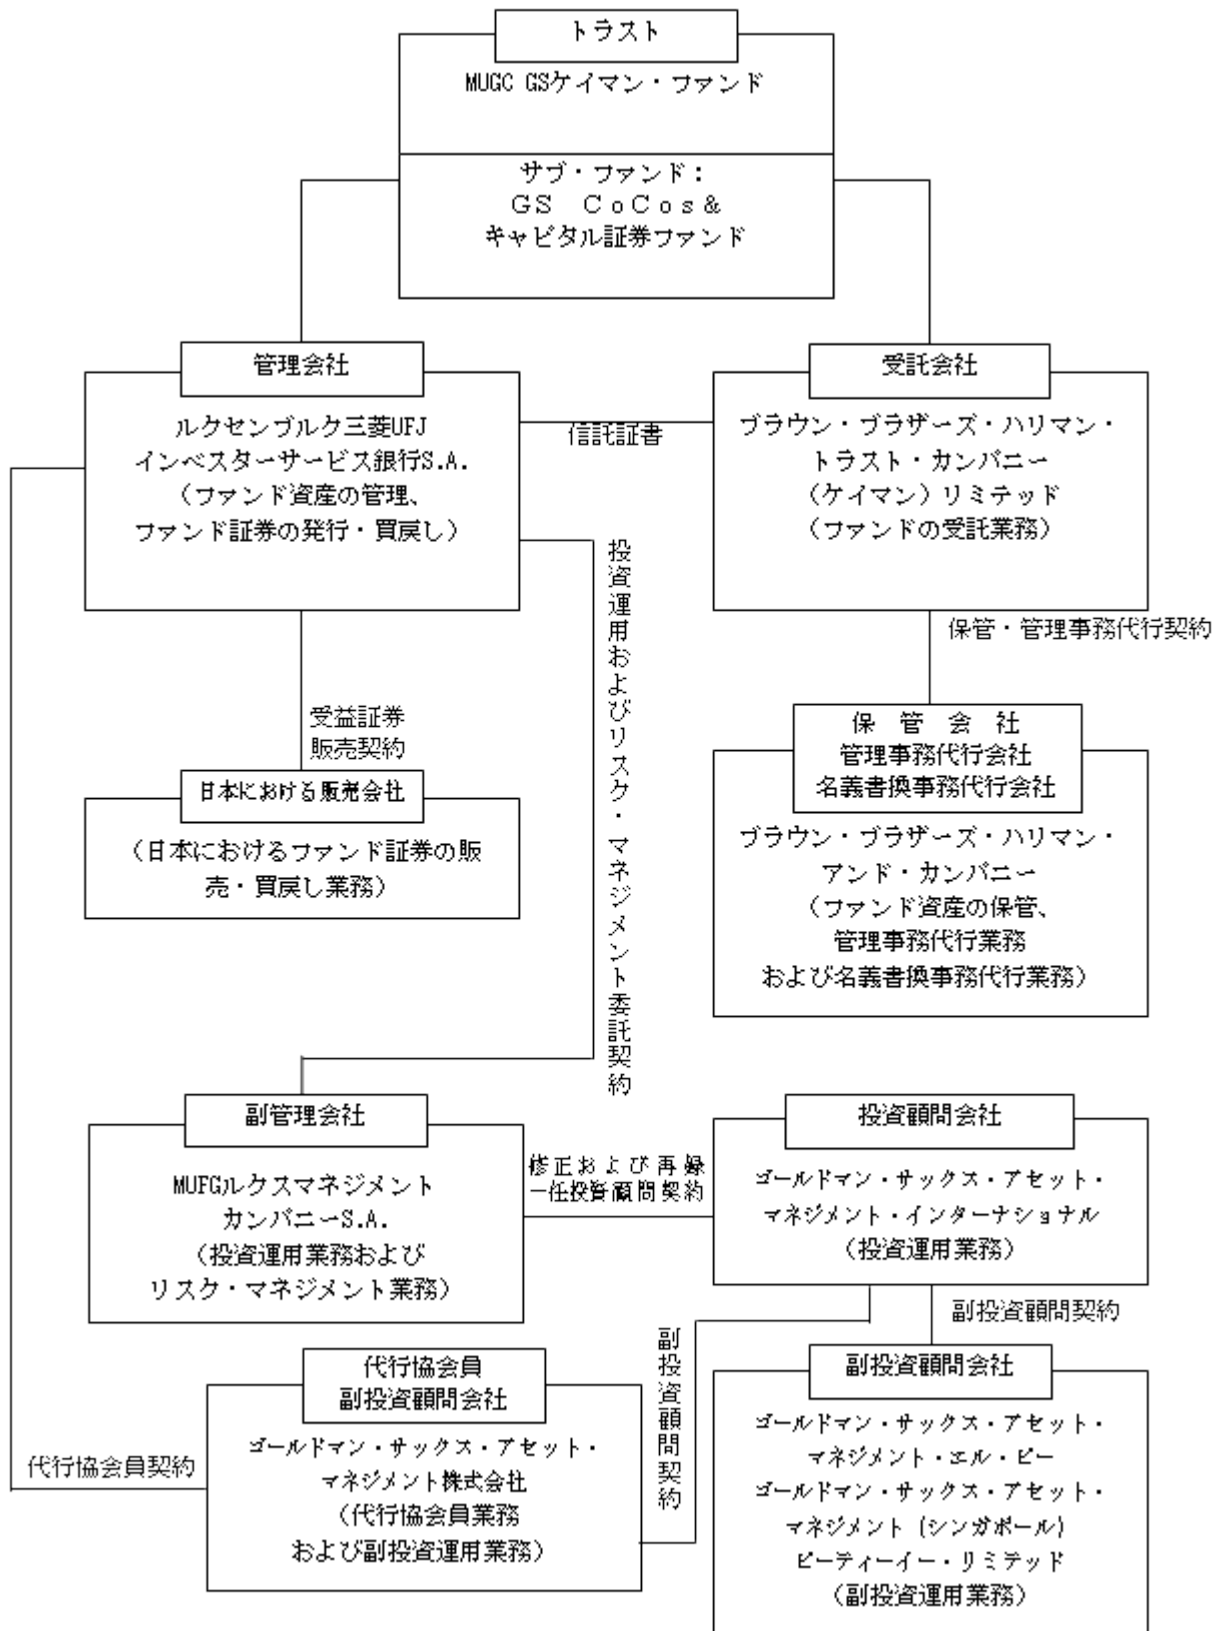 トラスト
MUGC GSケイマン・ファンド
サブ・ファンド：
GS CoCos&
キャピタル証券ファンド
管理会社
ルクセンブルク三菱UFJ
インベスターサービス銀行S.A.
（ファンド資産の管理、
ファンド証券の発行・買戻し）
信託証書
受託会社
ブラウン・ブラザーズ・ハリマン・
トラスト・カンパニー
（ケイマン）リミテッド
（ファンドの受託業務）
投資運用およびリスク・マネジメント委託契約
保管・管理事務代行契約
受益証券
販売契約
日本における販売会社
（日本におけるファンド証券の販
売・買戻し業務）
保管会社
管理事務代行会社
名義書換事務代行会社
ブラウン・ブラザーズ・ハリマン・
アンド・カンパニー
（ファンド資産の保管、
管理事務代行業務
および名義書換事務代行業務）
副管理会社
MUFGルクスマネジメント
カンパニーS.A.
（投資運用業務および
リスク・マネジメント業務）
修正および再録
一任投資顧問契約
投資顧問会社
ゴールドマン・サックス・アセット・
マネジメント・インターナショナル
（投資運用業務）
副投資顧問契約
副投資顧問契約
代行協会員
副投資顧問会社
ゴールドマン・サックス・アセット・
マネジメント株式会社
（代行協会員業務
および副投資運用業務）
代行協会員契約
副投資顧問会社
ゴールドマン・サックス・アセット・
マネジメント・エル・ピー
ゴールドマン・サックス・アセット・
マネジメント（シンガポール）
ピーティーイー・リミテッド
（副投資運用業務）